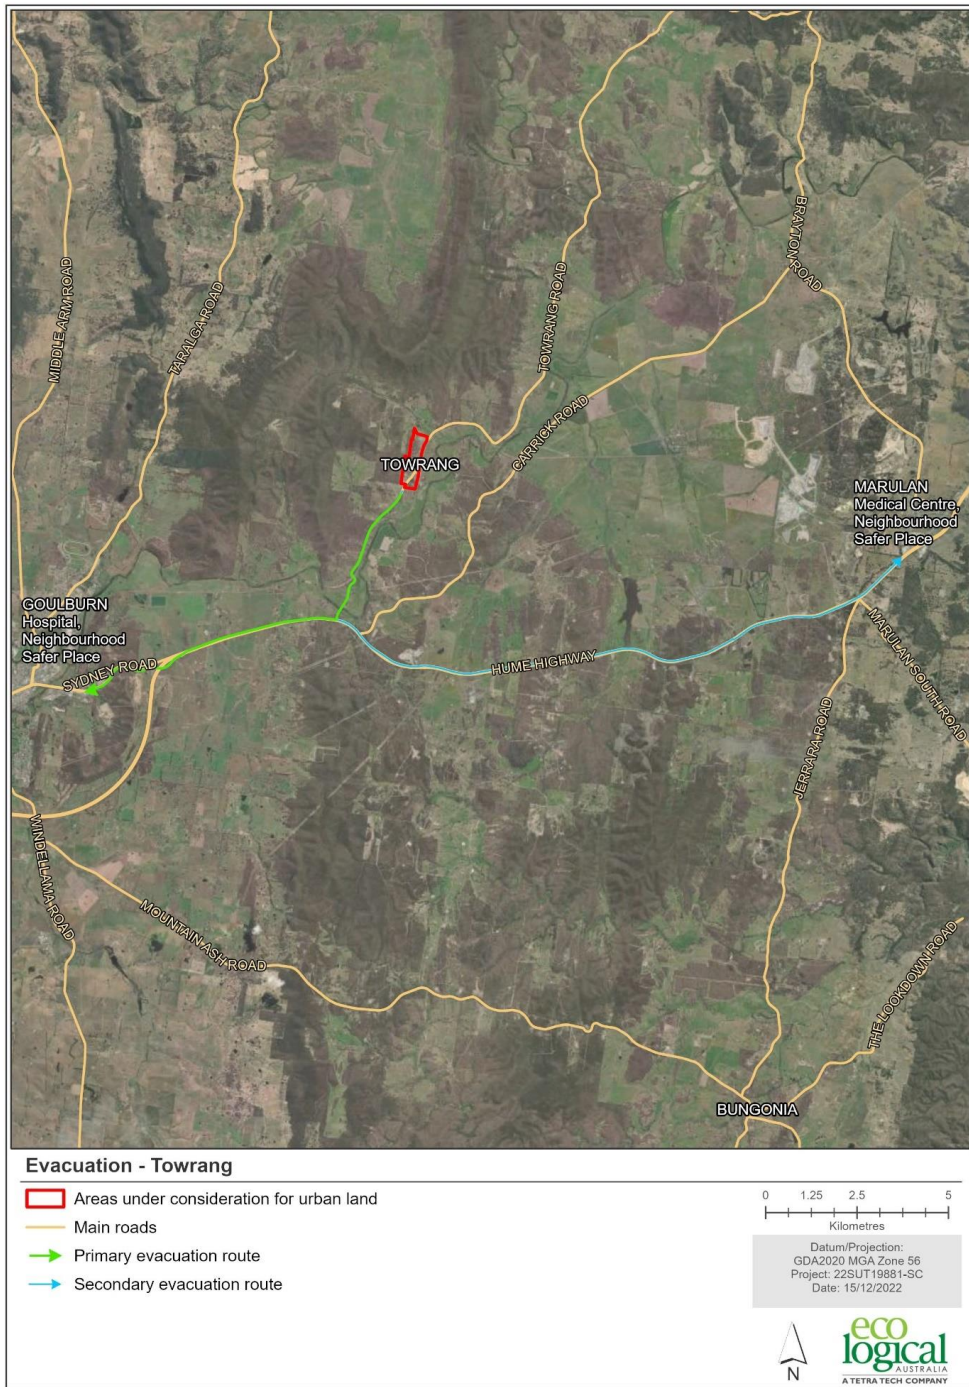 BRAYTON
ROAD
MIDDLE ARM ROAD
TARALGA ROAD
TOWRANG ROAD
CARRICK ROAD
TOWRANG
MARULAN
Medical Centre,
Neighbourhood
Safer Place
GOULBURN
Hospital,
Neighbourhood
Safer Place
SYDNEY ROAD
HUME HIGHWAY
MARULAN SOUTH ROAD
JERRARA ROAD
WINDELLAMA ROAD
MOUNTAIN ASH ROAD
THE LOOKDOWN ROAD
BUNGONIA
Evacuation - Towrang
Areas under consideration for urban land
Main roads
Primary evacuation route
Secondary evacuation route
0 1.25 2.5 5
Kilometres
Datum/Projection:
GDA2020 MGA Zone 56
Project: 22SUT19881-SC
Date: 15/12/2022
N
eco
logical
AUSTRALIA
A TETRA TECH COMPANY